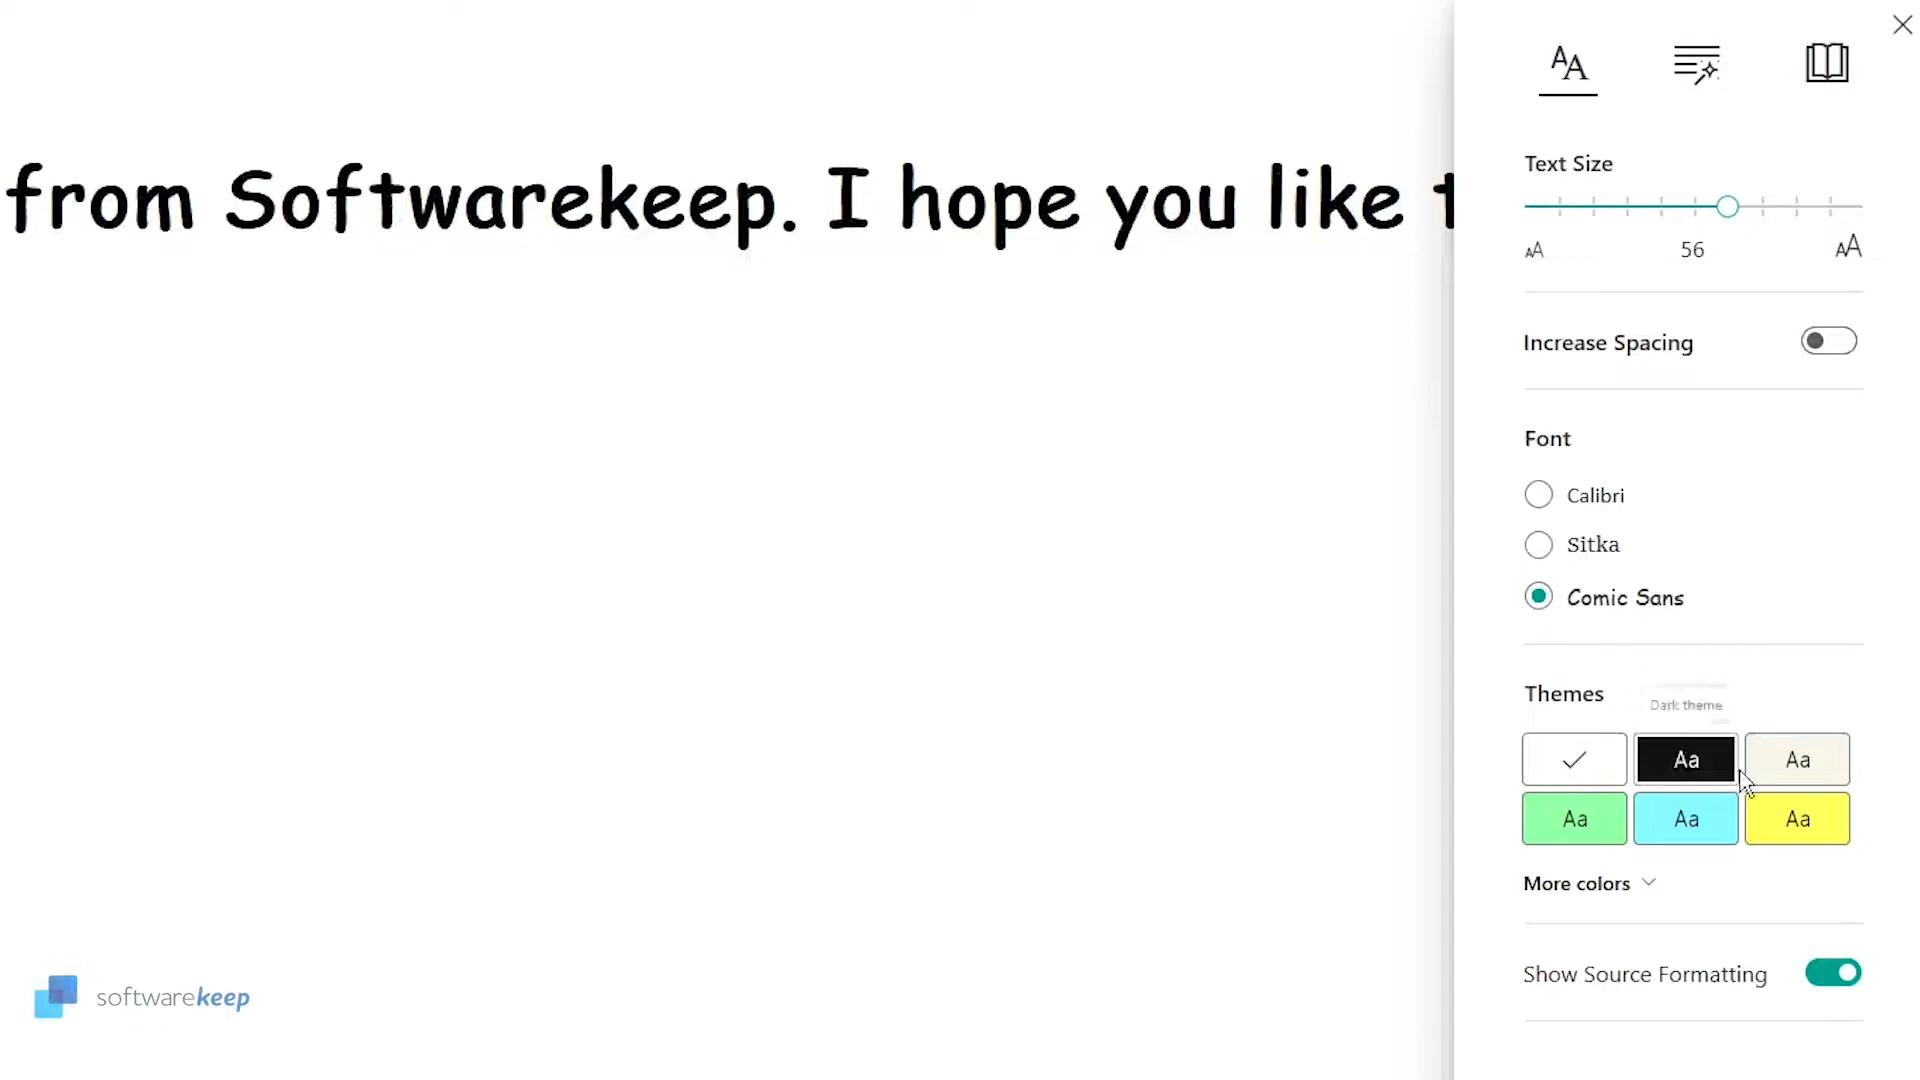 from Softwarekeep. I hope you like t
Text Size
56
Increase Spacing
Font
Calibri
Sitka
Comic Sans
Themes
Dark theme
Aa Aa
Aa Aa Aa
More colors
Show Source Formatting
softwarekeep